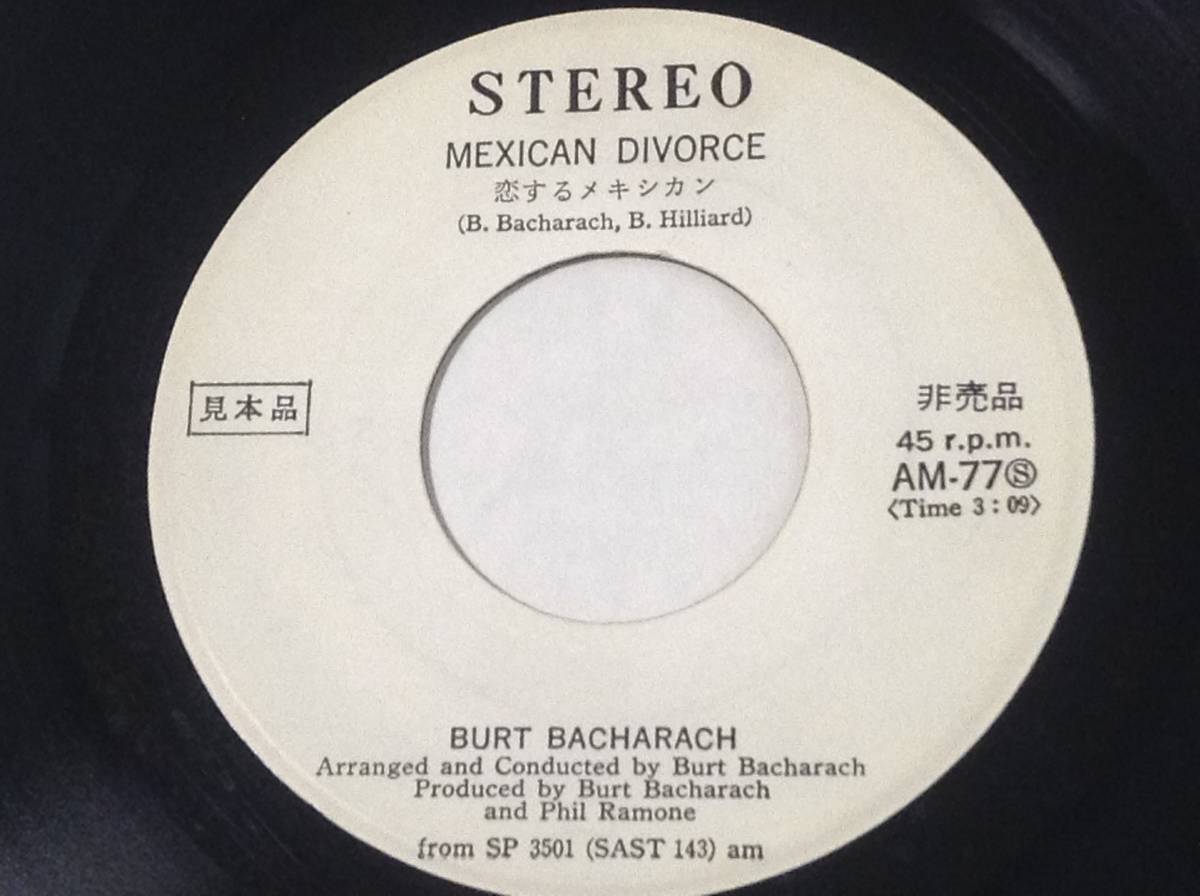 STEREO
MEXICAN DIVORCE
恋するメキシカン
(B. Bacharach, B. Hilliard)
見本品
非売品
45 r.p.m.
AM-77Ⓢ
〈Time 3:09〉
BURT BACHARACH
Arranged and Conducted by Burt Bacharach
Produced by Burt Bacharach
and Phil Ramone
from SP 3501 (SAST 143) am